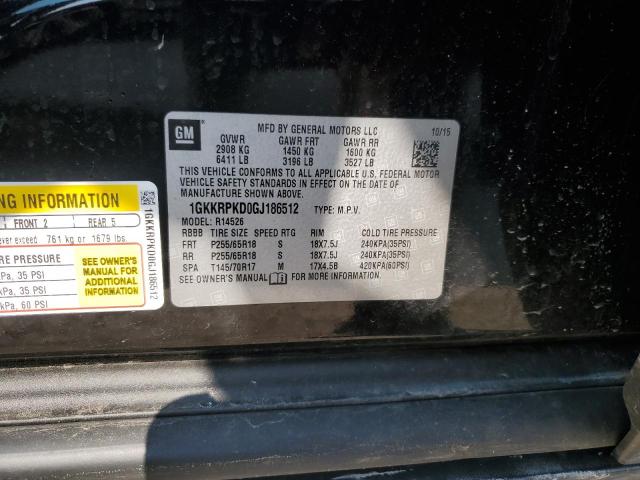 GM
MFD BY GENERAL MOTORS LLC 10/15
GVWR GAWR FRT GAWR RR
2908 KG 1450 KG 1600 KG
6411 LB 3196 LB 3527 LB
THIS VEHICLE CONFORMS TO ALL APPLICABLE U.S. FEDERAL MOTOR
VEHICLE SAFETY STANDARDS IN EFFECT ON THE DATE OF
MANUFACTURE SHOWN ABOVE.
1GKKRPKD0GJ186512 TYPE: M.P.V.
MODEL: R14526
RBBB TIRE SIZE SPEED RTG RIM COLD TIRE PRESSURE
FRT P255/65R18 S 18X7.5J 240KPA(35PSI)
RR P255/65R18 S 18X7.5J 240KPA(35PSI)
SPA T145/70R17 M 17X4.5B 420KPA(60PSI)
SEE OWNER'S MANUAL FOR MORE INFORMATION.
NG INFORMATION
FRONT 2 REAR 5
ever exceed 761 kg or 1679 lbs.
RE PRESSURE
Pa, 35 PSI
kPa, 35 PSI
kPa, 60 PSI
SEE OWNER'S
MANUAL FOR
ADDITIONAL
INFORMATION
1GKKRPKD0GJ186512